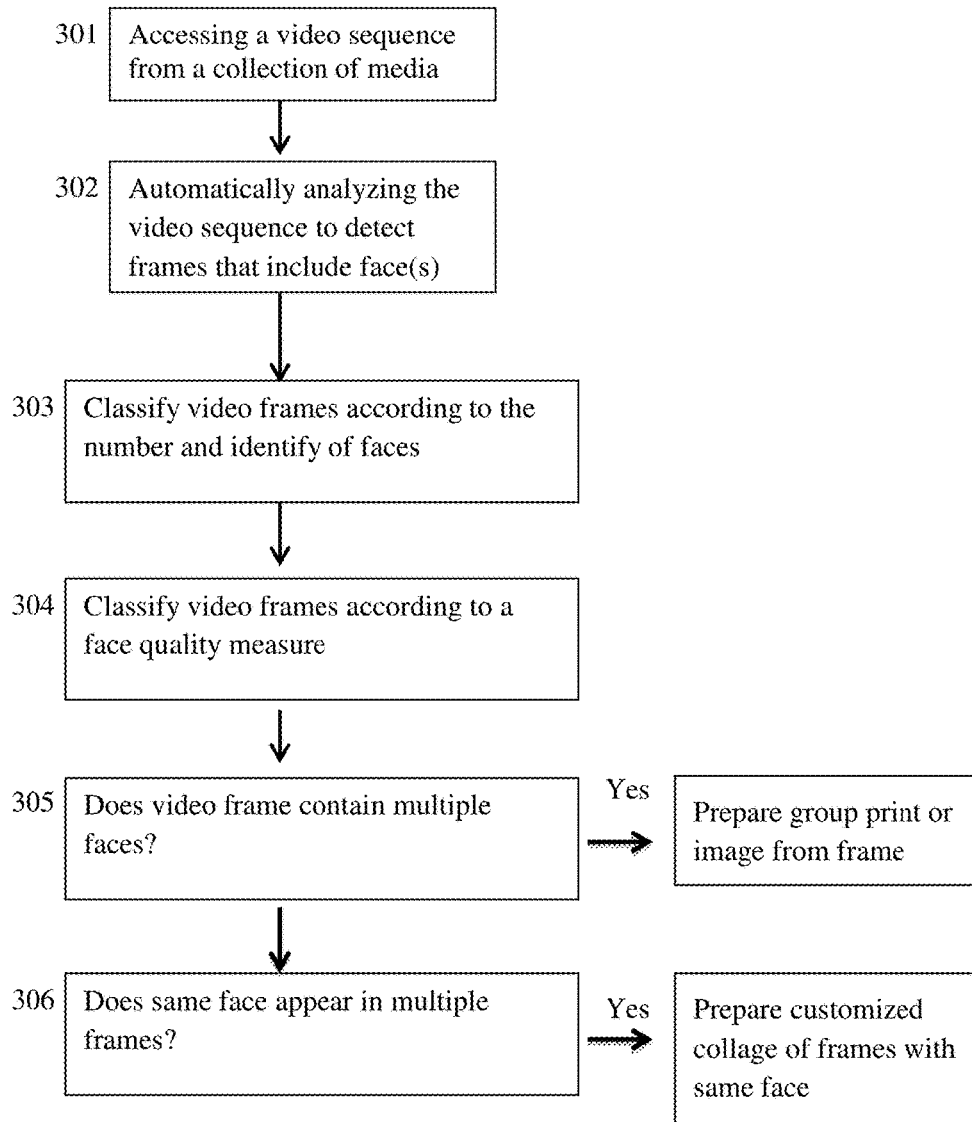 301
Accessing a video sequence
from a collection of media
302
Automatically analyzing the
video sequence to detect
frames that include face(s)
303
Classify video frames according to the
number and identify of faces
304
Classify video frames according to a
face quality measure
305
Does video frame contain multiple
faces?
Yes
Prepare group print or
image from frame
306
Does same face appear in multiple
frames?
Yes
Prepare customized
collage of frames with
same face